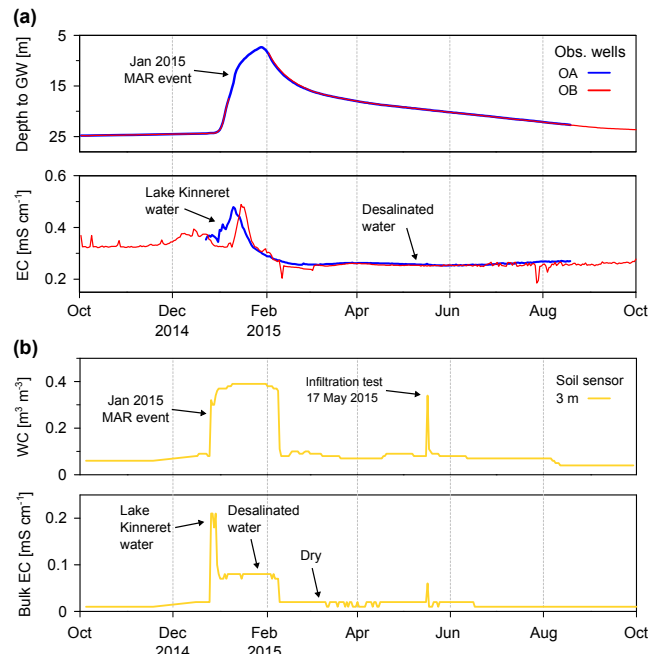 (a)
5
15
25
Depth to GW [m]
Jan 2015
MAR event
Obs. wells
OA
OB
0.6
0.4
0.2
EC [mS cm⁻¹]
Lake Kinneret
water
Desalinated
water
Oct
Dec
2014
Feb
2015
Apr
Jun
Aug
Oct
(b)
0.4
0.2
0
WC [m³ m⁻³]
Jan 2015
MAR event
Infiltration test
17 May 2015
Soil sensor
3 m
0.2
0.1
0
Bulk EC [mS cm⁻¹]
Lake
Kinneret
water
Desalinated
water
Dry
Oct
Dec
2014
Feb
2015
Apr
Jun
Aug
Oct